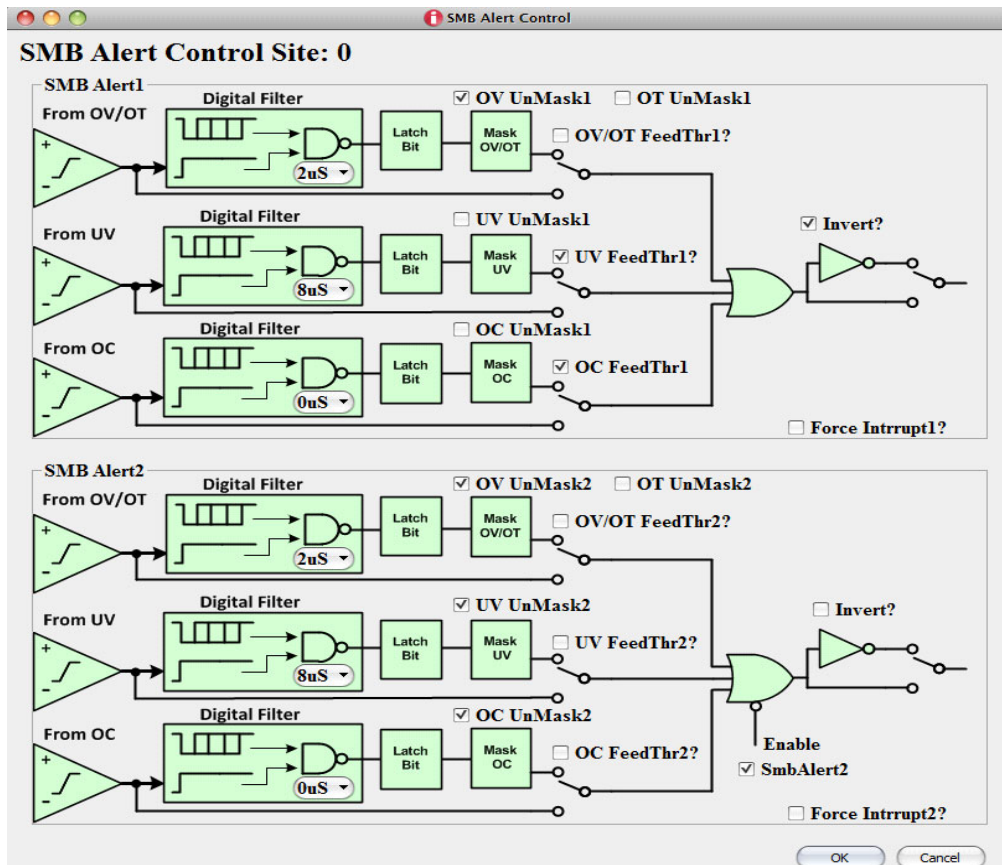 SMB Alert Control
SMB Alert Control Site: 0
SMB Alert1
From OV/OT
Digital Filter
2uS
Latch Bit
Mask OV/OT
OV UnMask1
OT UnMask1
OV/OT FeedThr1?
From UV
Digital Filter
8uS
Latch Bit
Mask UV
UV UnMask1
UV FeedThr1?
Invert?
From OC
Digital Filter
0uS
Latch Bit
Mask OC
OC UnMask1
OC FeedThr1
Force Intrrupt1?
SMB Alert2
From OV/OT
Digital Filter
2uS
Latch Bit
Mask OV/OT
OV UnMask2
OT UnMask2
OV/OT FeedThr2?
From UV
Digital Filter
8uS
Latch Bit
Mask UV
UV UnMask2
UV FeedThr2?
Invert?
From OC
Digital Filter
0uS
Latch Bit
Mask OC
OC UnMask2
OC FeedThr2?
Enable
SmbAlert2
Force Intrrupt2?
OK
Cancel